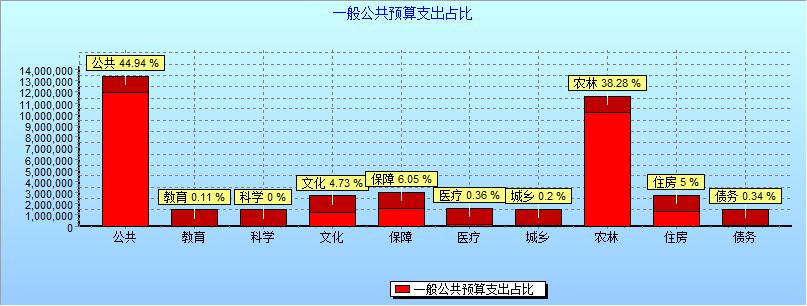 一般公共预算支出占比
14,000,000
13,000,000
12,000,000
11,000,000
10,000,000
9,000,000
8,000,000
7,000,000
6,000,000
5,000,000
4,000,000
3,000,000
2,000,000
1,000,000
0
公共 44.94 %
教育 0.11 %
科学 0 %
文化 4.73 %
保障 6.05 %
医疗 0.36 %
城乡 0.2 %
农林 38.28 %
住房 5 %
债务 0.34 %
公共 教育 科学 文化 保障 医疗 城乡 农林 住房 债务
一般公共预算支出占比